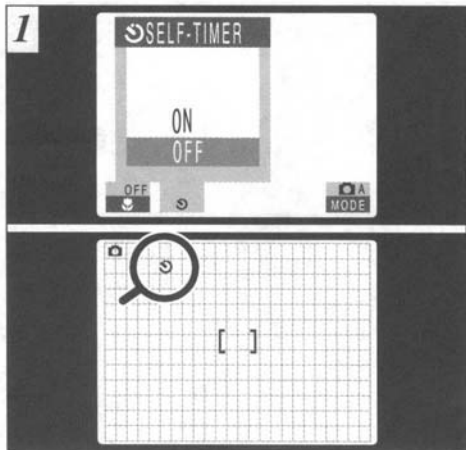 1
SELF-TIMER
ON
OFF
OFF
A
MODE
[ ]